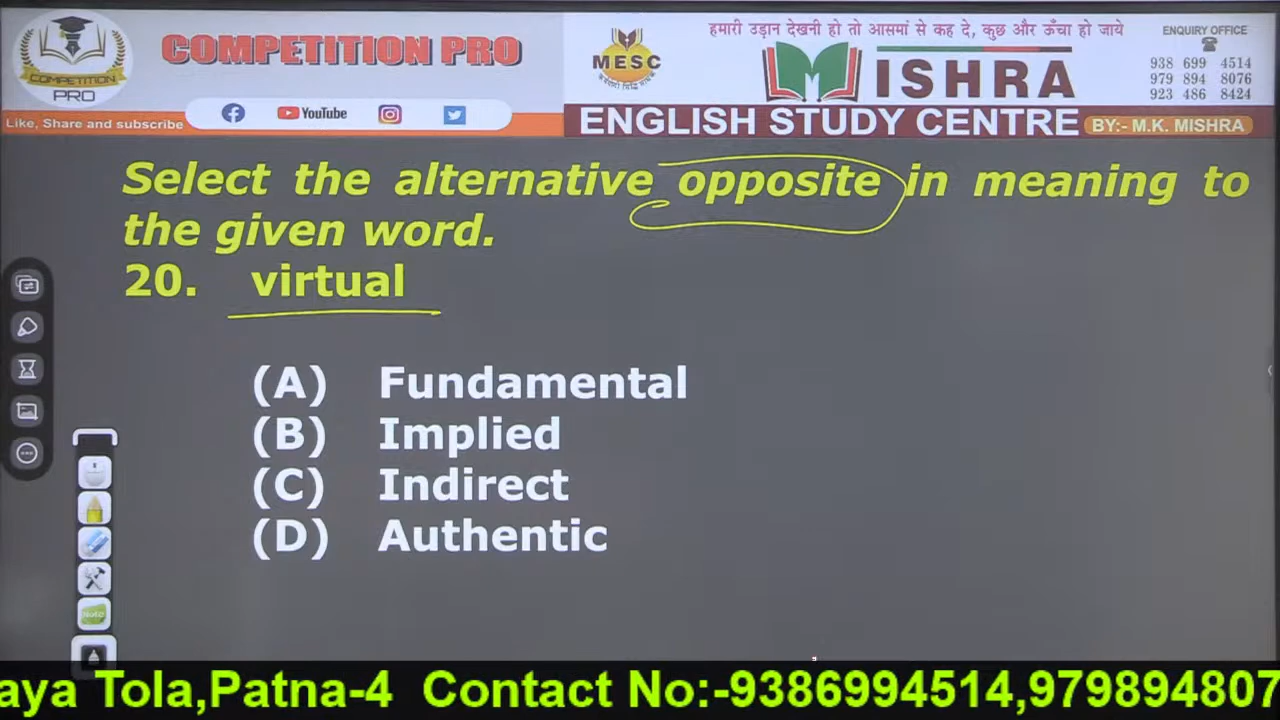 COMPETITION PRO
COMPETITION
PRO
Like, Share and subscribe
YouTube
MESC
हमारी उड़ान देखनी हो तो आसमां से कह दे, कुछ और ऊँचा हो जाये
MISHRA
ENGLISH STUDY CENTRE
BY:- M.K. MISHRA
ENQUIRY OFFICE
938 699 4514
979 894 8076
923 486 8424
Select the alternative opposite in meaning to
the given word.
20. virtual
(A) Fundamental
(B) Implied
(C) Indirect
(D) Authentic
aya Tola,Patna-4 Contact No:-9386994514,979894807